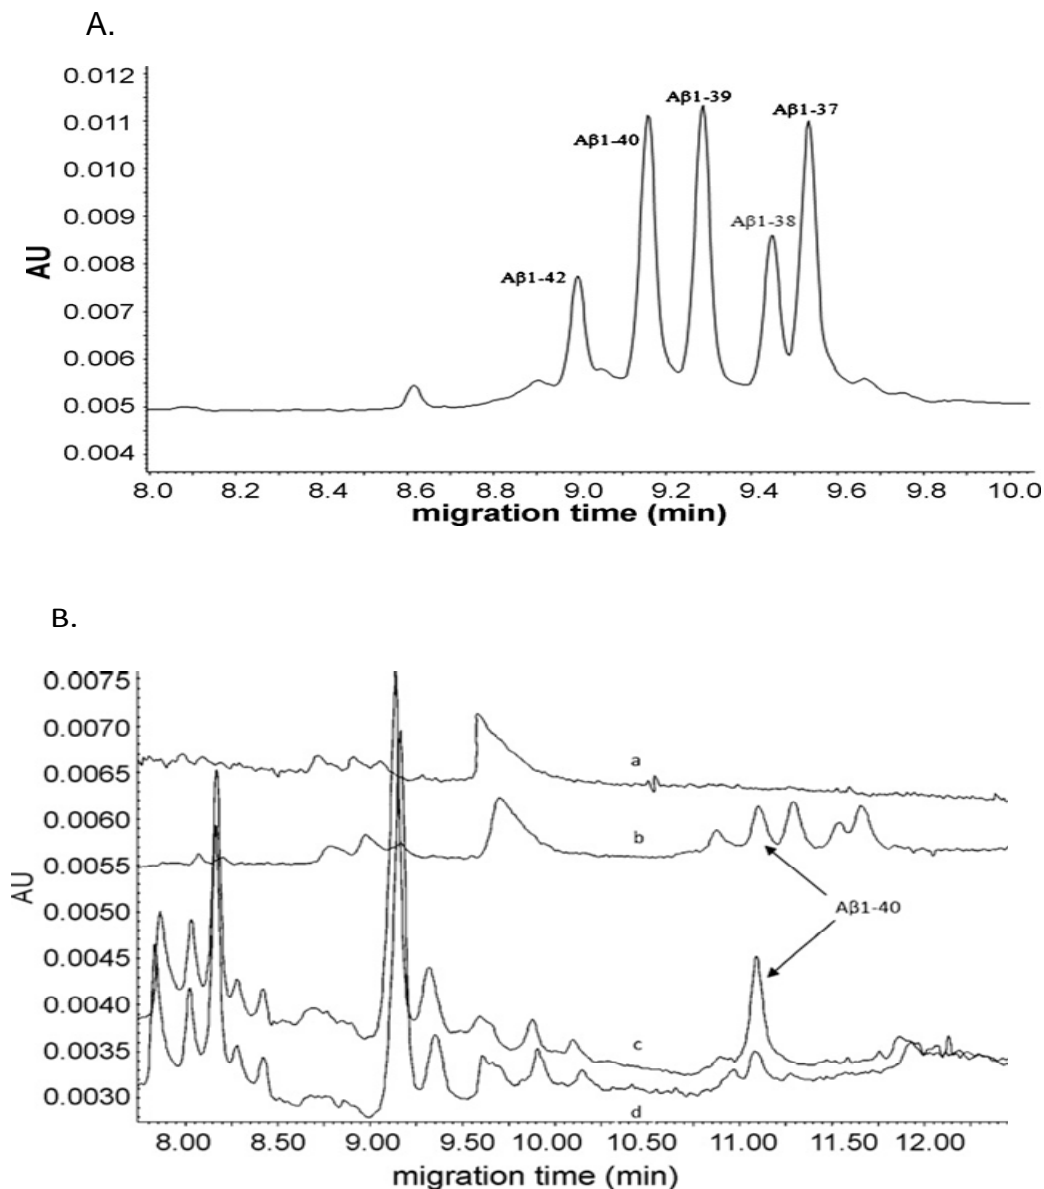 A.
0.012
0.011
0.010
0.009
0.008
0.007
0.006
0.005
0.004
AU
Aβ1-42
Aβ1-40
Aβ1-39
Aβ1-38
Aβ1-37
8.0 8.2 8.4 8.6 8.8 9.0 9.2 9.4 9.6 9.8 10.0
migration time (min)
B.
0.0075
0.0070
0.0065
0.0060
0.0055
0.0050
0.0045
0.0040
0.0035
0.0030
AU
a
b
Aβ1-40
c
d
8.00 8.50 9.00 9.50 10.00 10.50 11.00 11.50 12.00
migration time (min)